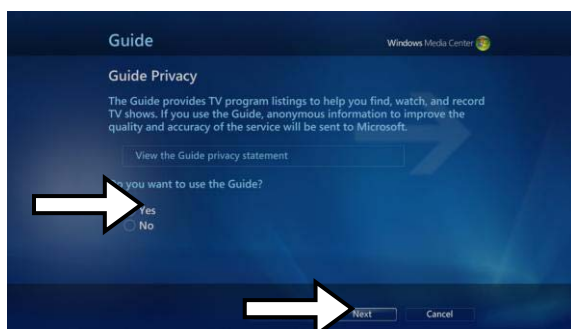 Guide
Windows Media Center
Guide Privacy
The Guide provides TV program listings to help you find, watch, and record
TV shows. If you use the Guide, anonymous information to improve the
quality and accuracy of the service will be sent to Microsoft.
View the Guide privacy statement
Do you want to use the Guide?
Yes
No
Next Cancel